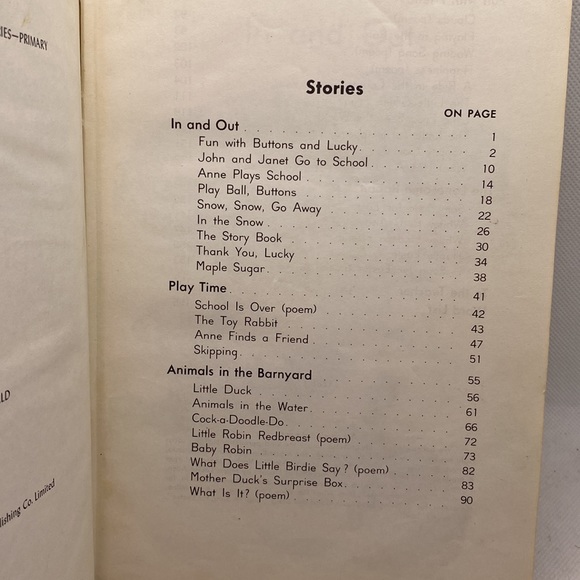 IES—PRIMARY
LD
lishing Co. Limited
Stories
ON PAGE
In and Out 1
Fun with Buttons and Lucky 2
John and Janet Go to School 10
Anne Plays School 14
Play Ball, Buttons 18
Snow, Snow, Go Away 22
In the Snow 26
The Story Book 30
Thank You, Lucky 34
Maple Sugar 38
Play Time 41
School Is Over (poem) 42
The Toy Rabbit 43
Anne Finds a Friend 47
Skipping 51
Animals in the Barnyard 55
Little Duck 56
Animals in the Water 61
Cock-a-Doodle-Do 66
Little Robin Redbreast (poem) 72
Baby Robin 73
What Does Little Birdie Say? (poem) 82
Mother Duck's Surprise Box 83
What Is It? (poem) 90